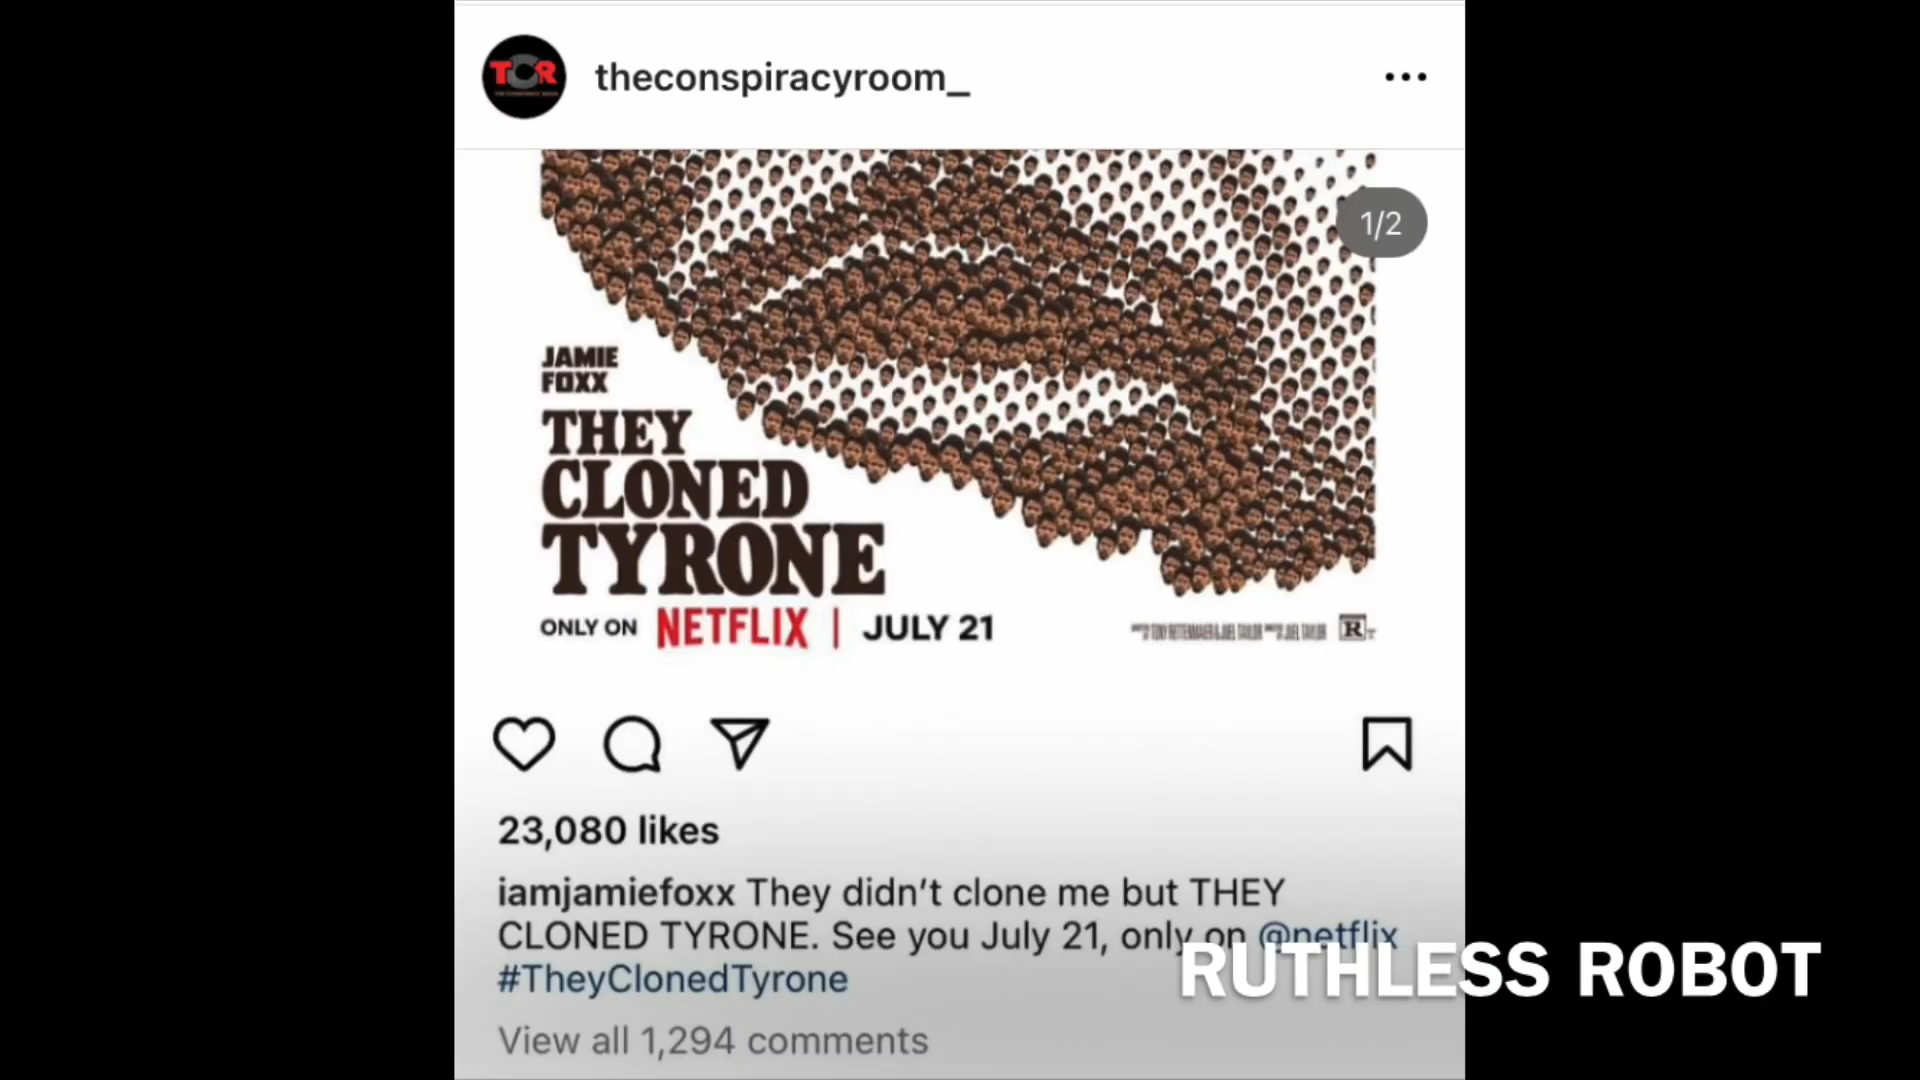 TCR
theconspiracyroom_
1/2
JAMIE
FOXX
THEY
CLONED
TYRONE
ONLY ON NETFLIX | JULY 21
R
23,080 likes
iamjamiefoxx They didn’t clone me but THEY
CLONED TYRONE. See you July 21, only on @netflix
#TheyClonedTyrone
RUTHLESS ROBOT
View all 1,294 comments